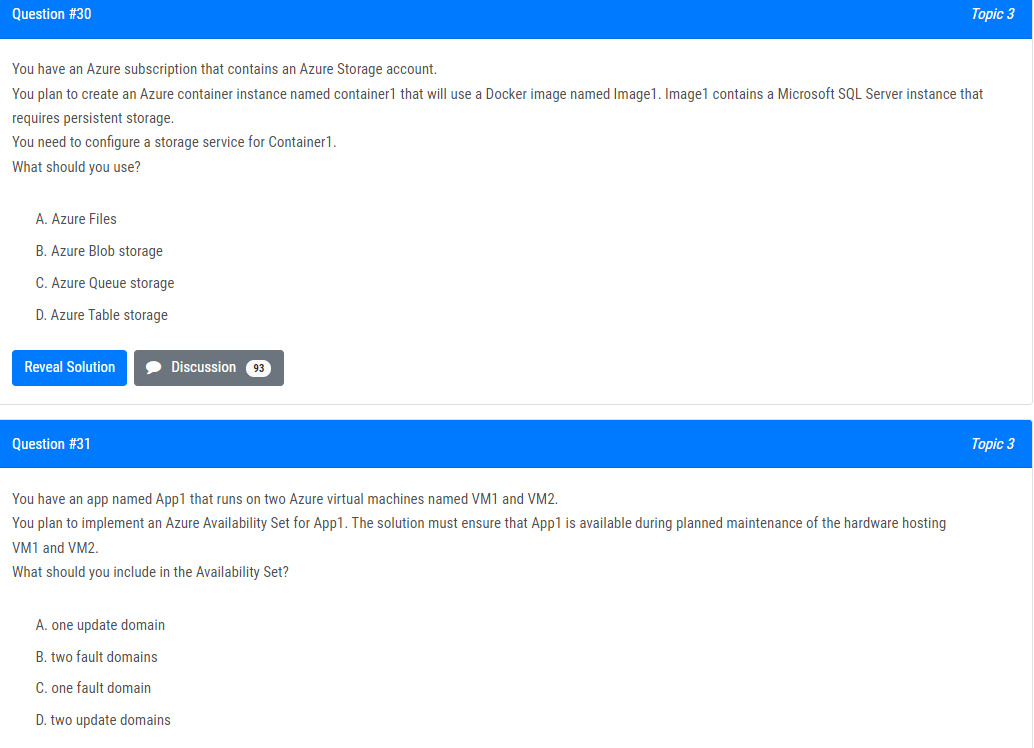 Question #30 Topic 3
You have an Azure subscription that contains an Azure Storage account.
You plan to create an Azure container instance named container1 that will use a Docker image named Image1. Image1 contains a Microsoft SQL Server instance that
requires persistent storage.
You need to configure a storage service for Container1.
What should you use?
A. Azure Files
B. Azure Blob storage
C. Azure Queue storage
D. Azure Table storage
Reveal Solution Discussion 93
Question #31 Topic 3
You have an app named App1 that runs on two Azure virtual machines named VM1 and VM2.
You plan to implement an Azure Availability Set for App1. The solution must ensure that App1 is available during planned maintenance of the hardware hosting
VM1 and VM2.
What should you include in the Availability Set?
A. one update domain
B. two fault domains
C. one fault domain
D. two update domains